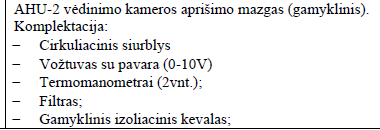 AHU-2 vėdinimo kameros aprišimo mazgas (gamyklinis).
Komplektacija:
– Cirkuliacinis siurblys
– Vožtuvas su pavara (0-10V)
– Termomanometrai (2vnt.);
– Filtras;
– Gamyklinis izoliacinis kevalas;